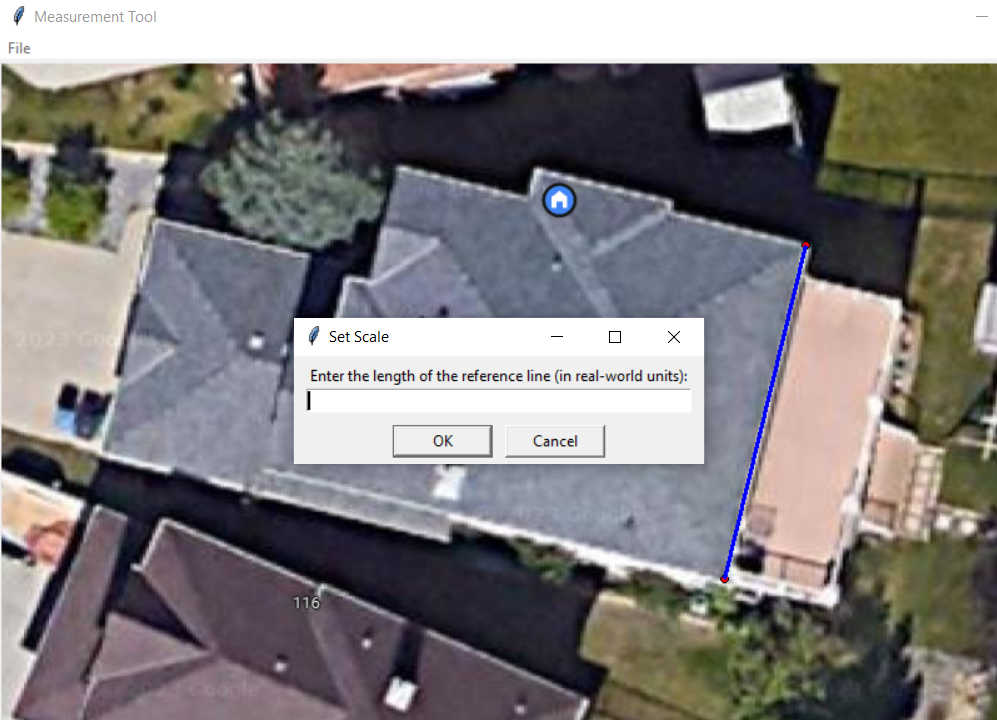 Measurement Tool
File
2023 Google
Set Scale
Enter the length of the reference line (in real-world units):
OK
Cancel
2023 Google
116
2023 Google